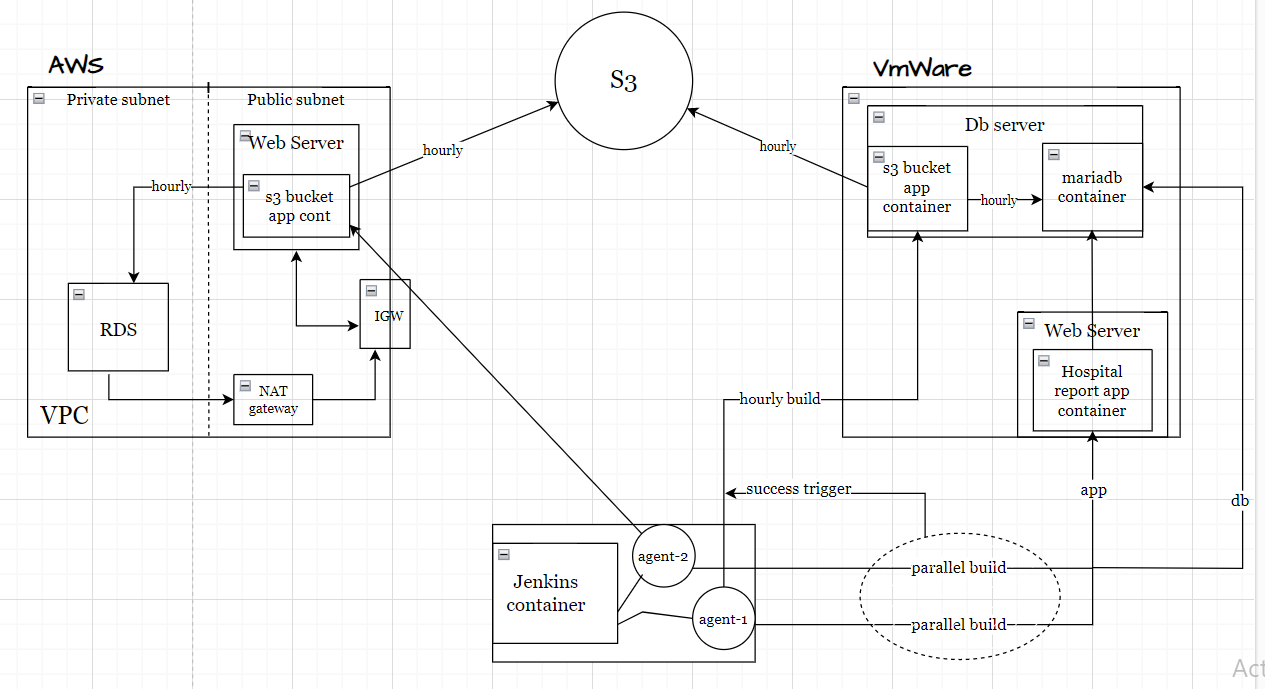 AWS
Private subnet
Public subnet
Web Server
s3 bucket
app cont
hourly
RDS
IGW
NAT
gateway
VPC
hourly
S3
hourly
VmWare
Db server
s3 bucket
app
container
hourly
mariadb
container
Web Server
Hospital
report app
container
hourly build
success trigger
app
db
Jenkins
container
agent-2
agent-1
parallel build
parallel build
Act